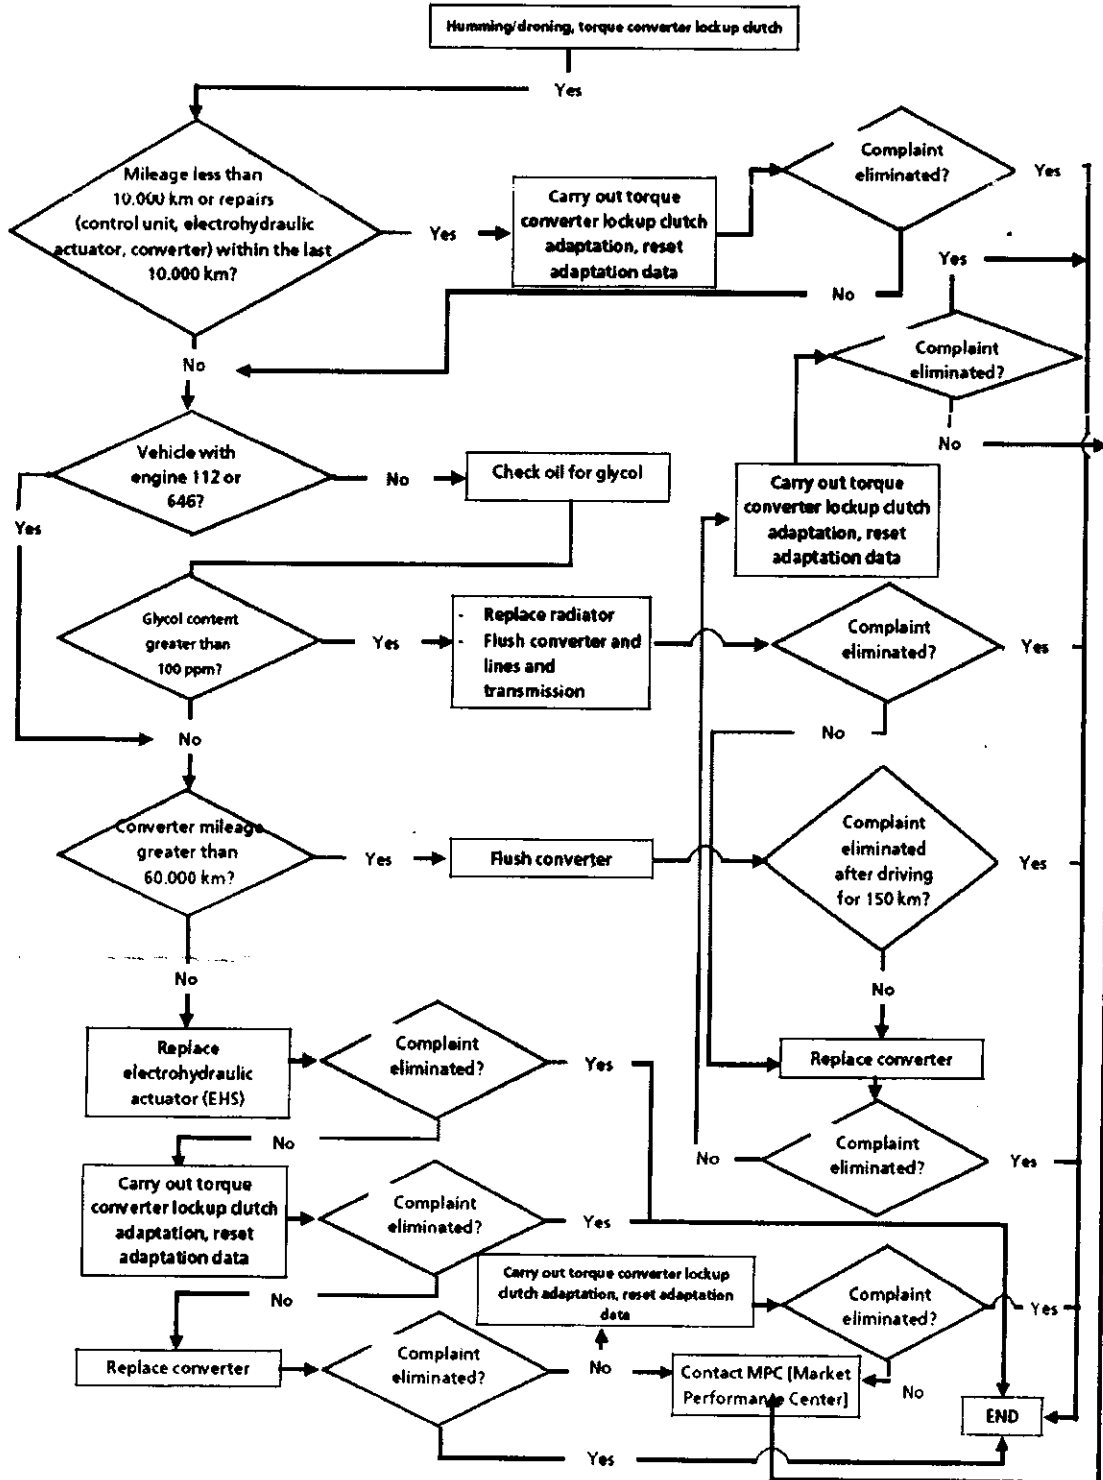 Humming/droning, torque converter lockup clutch
Yes
Mileage less than
10.000 km or repairs
(control unit, electrohydraulic
actuator, converter) within the last
10.000 km?
Yes
Carry out torque
converter lockup clutch
adaptation, reset
adaptation data
Complaint
eliminated?
Yes
No
No
Yes
Complaint
eliminated?
No
Vehicle with
engine 112 or
646?
No
Check oil for glycol
Yes
Carry out torque
converter lockup clutch
adaptation, reset
adaptation data
Glycol content
greater than
100 ppm?
Yes
- Replace radiator
- Flush converter and
lines and
transmission
Complaint
eliminated?
Yes
No
No
Converter mileage
greater than
60.000 km?
Yes
Flush converter
Complaint
eliminated
after driving
for 150 km?
Yes
No
No
Replace
electrohydraulic
actuator (EHS)
Complaint
eliminated?
Yes
Replace converter
No
Complaint
eliminated?
No
Yes
Carry out torque
converter lockup clutch
adaptation, reset
adaptation data
Complaint
eliminated?
Yes
No
Carry out torque converter lockup
clutch adaptation, reset adaptation
data
Complaint
eliminated?
Yes
Replace converter
Complaint
eliminated?
No
Contact MPC [Market
Performance Center]
No
END
Yes